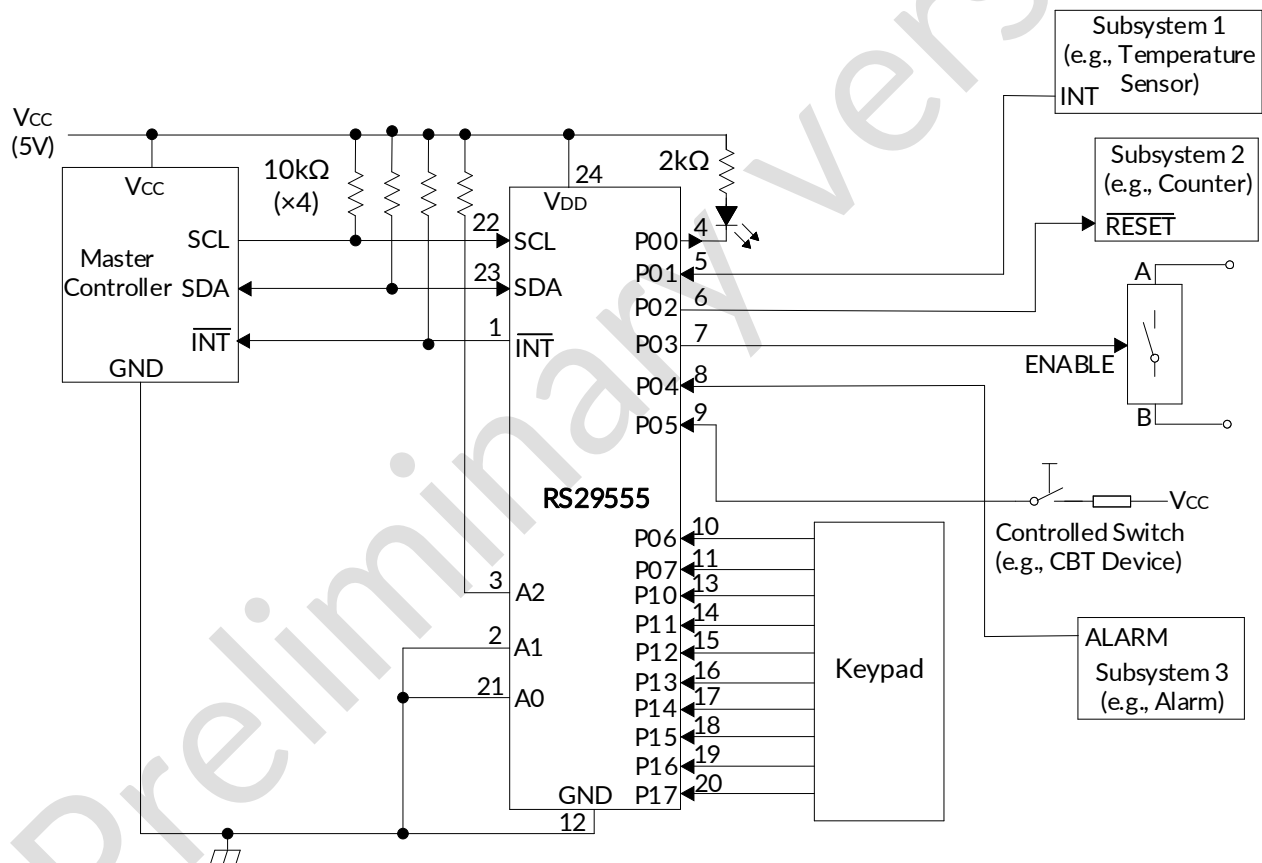 Preliminary vers
Subsystem 1
(e.g., Temperature
Sensor)
INT
VCC
(5V)
VCC
SCL
Master
Controller
SDA
INT
GND
10kΩ
(×4)
2kΩ
24
VDD
22
SCL
23
SDA
1
INT
RS29555
3
A2
2
A1
21
A0
GND
12
P00
4
P01
5
P02
6
P03
7
P04
8
P05
9
P06
10
P07
11
P10
13
P11
14
P12
15
P13
16
P14
17
P15
18
P16
19
P17
20
Subsystem 2
(e.g., Counter)
RESET
A
ENABLE
B
VCC
Controlled Switch
(e.g., CBT Device)
Keypad
ALARM
Subsystem 3
(e.g., Alarm)